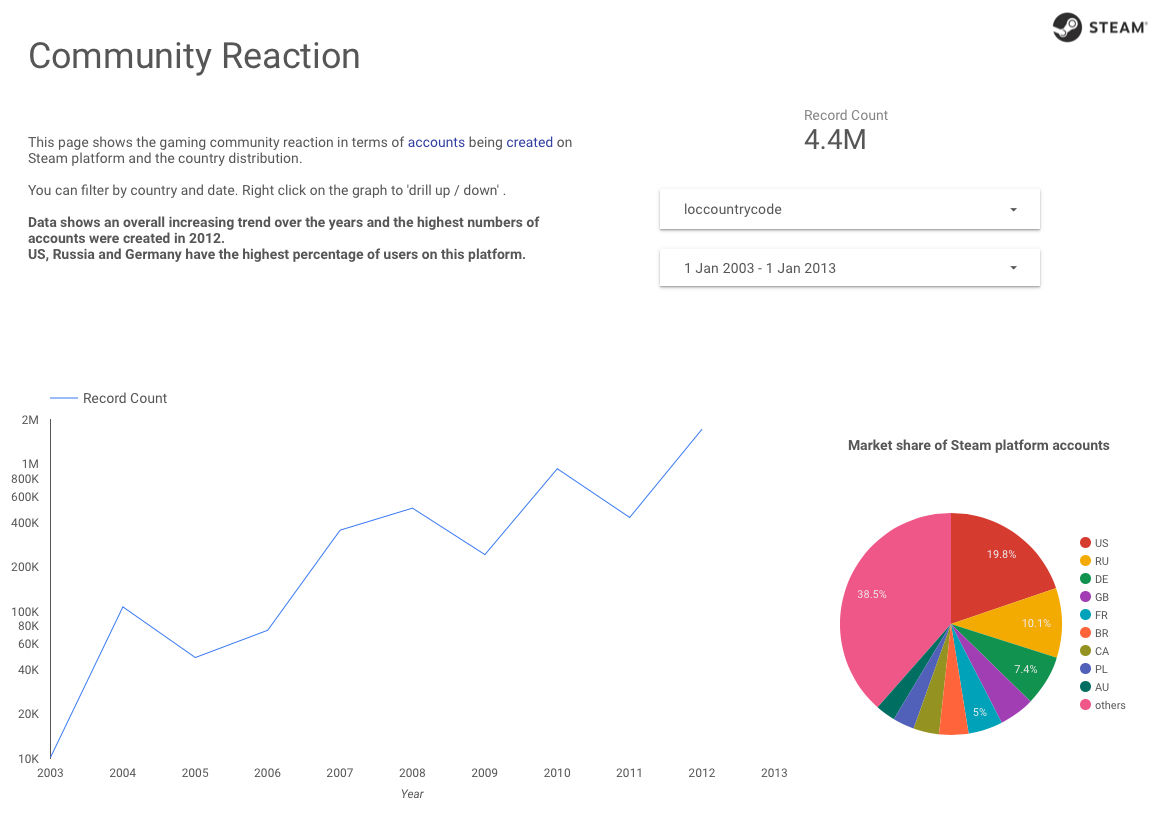 STEAM
Community Reaction
This page shows the gaming community reaction in terms of accounts being created on
Steam platform and the country distribution.
You can filter by country and date. Right click on the graph to 'drill up / down' .
Data shows an overall increasing trend over the years and the highest numbers of
accounts were created in 2012.
US, Russia and Germany have the highest percentage of users on this platform.
Record Count
4.4M
loccountrycode
1 Jan 2003 - 1 Jan 2013
Record Count
2M
1M
800K
600K
400K
200K
100K
80K
60K
40K
20K
10K
2003 2004 2005 2006 2007 2008 2009 2010 2011 2012 2013
Year
Market share of Steam platform accounts
19.8%
10.1%
7.4%
5%
38.5%
US
RU
DE
GB
FR
BR
CA
PL
AU
others